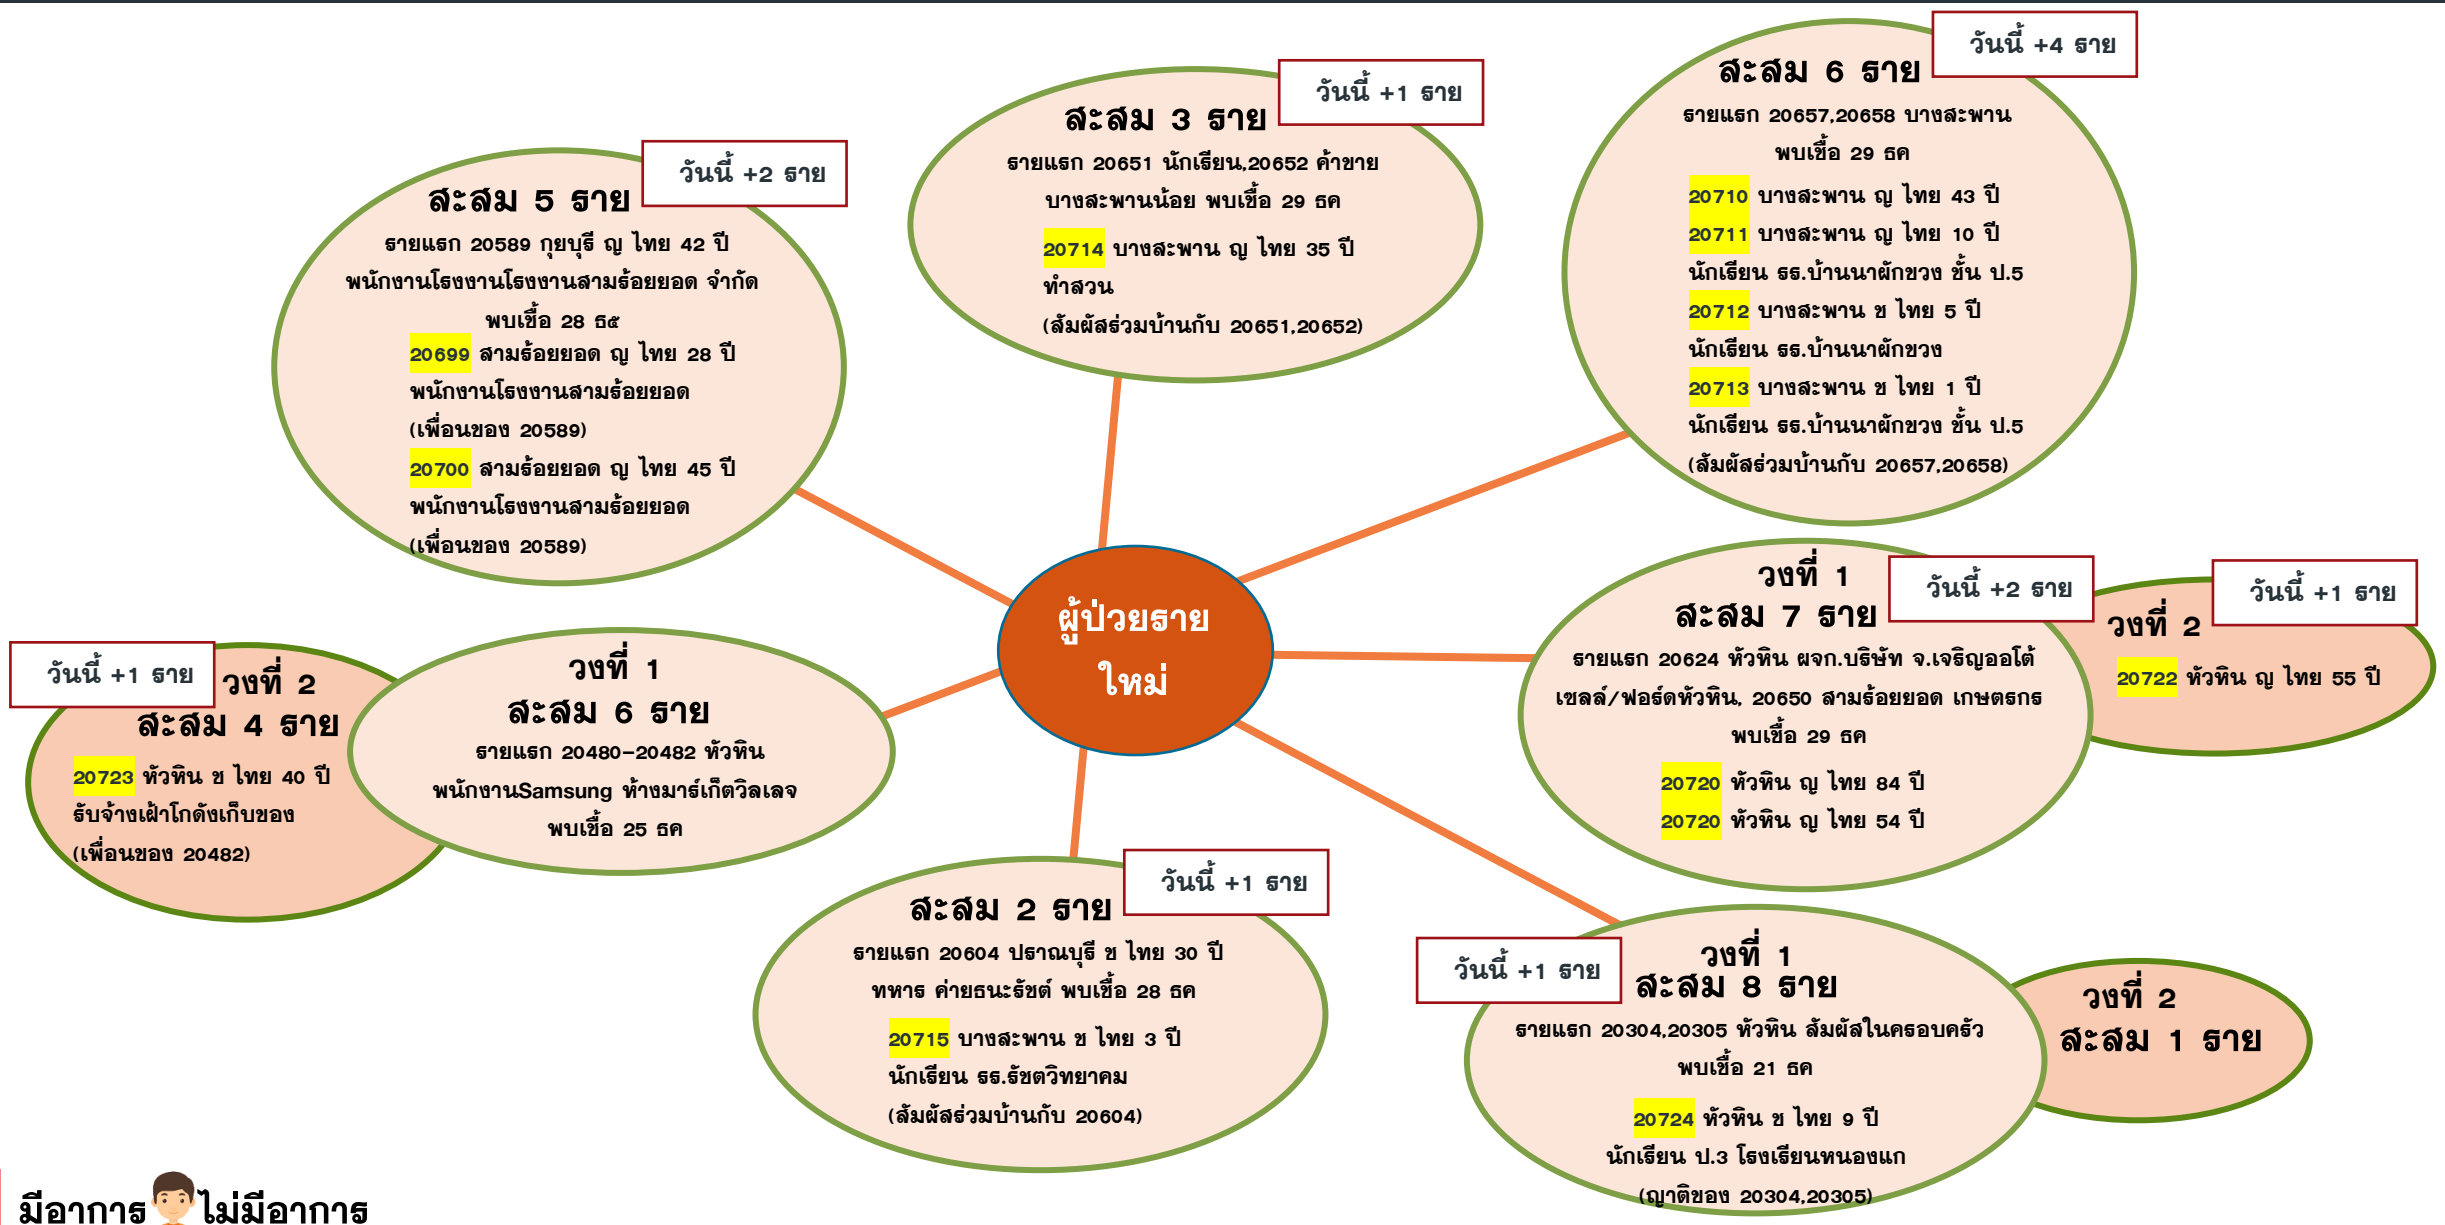 วันนี้ +2 ราย
สะสม 5 ราย
รายแรก 20589 กุยบุรี ญ ไทย 42 ปี
พนักงานโรงงานโรงงานสามร้อยยอด จำกัด
พบเชื้อ 28 ธ๕
20699 สามร้อยยอด ญ ไทย 28 ปี
พนักงานโรงงานสามร้อยยอด
(เพื่อนของ 20589)
20700 สามร้อยยอด ญ ไทย 45 ปี
พนักงานโรงงานสามร้อยยอด
(เพื่อนของ 20589)
วันนี้ +1 ราย
สะสม 3 ราย
รายแรก 20651 นักเรียน,20652 ค้าขาย
บางสะพานน้อย พบเชื้อ 29 ธค
20714 บางสะพาน ญ ไทย 35 ปี
ทำสวน
(สัมผัสร่วมบ้านกับ 20651,20652)
วันนี้ +4 ราย
สะสม 6 ราย
รายแรก 20657,20658 บางสะพาน
พบเชื้อ 29 ธค
20710 บางสะพาน ญ ไทย 43 ปี
20711 บางสะพาน ญ ไทย 10 ปี
นักเรียน รร.บ้านนาผักขวง ชั้น ป.5
20712 บางสะพาน ช ไทย 5 ปี
นักเรียน รร.บ้านนาผักขวง
20713 บางสะพาน ช ไทย 1 ปี
นักเรียน รร.บ้านนาผักขวง ชั้น ป.5
(สัมผัสร่วมบ้านกับ 20657,20658)
ผู้ป่วยราย
ใหม่
วันนี้ +1 ราย
วงที่ 2
สะสม 4 ราย
20723 หัวหิน ช ไทย 40 ปี
รับจ้างเฝ้าโกดังเก็บของ
(เพื่อนของ 20482)
วงที่ 1
สะสม 6 ราย
รายแรก 20480-20482 หัวหิน
พนักงานSamsung ห้างมาร์เก็ตวิลเลจ
พบเชื้อ 25 ธค
วงที่ 1
วันนี้ +2 ราย
สะสม 7 ราย
รายแรก 20624 หัวหิน ผจก.บริษัท จ.เจริญออโต้
เซลล์/ฟอร์ดหัวหิน, 20650 สามร้อยยอด เกษตรกร
พบเชื้อ 29 ธค
20720 หัวหิน ญ ไทย 84 ปี
20720 หัวหิน ญ ไทย 54 ปี
วันนี้ +1 ราย
วงที่ 2
20722 หัวหิน ญ ไทย 55 ปี
วันนี้ +1 ราย
สะสม 2 ราย
รายแรก 20604 ปราณบุรี ช ไทย 30 ปี
ทหาร ค่ายธนะรัชต์ พบเชื้อ 28 ธค
20715 บางสะพาน ช ไทย 3 ปี
นักเรียน รร.รัชตวิทยาคม
(สัมผัสร่วมบ้านกับ 20604)
วันนี้ +1 ราย
วงที่ 1
สะสม 8 ราย
รายแรก 20304,20305 หัวหิน สัมผัสในครอบครัว
พบเชื้อ 21 ธค
20724 หัวหิน ช ไทย 9 ปี
นักเรียน ป.3 โรงเรียนหนองแก
(ญาติของ 20304,20305)
วงที่ 2
สะสม 1 ราย
มีอาการ ไม่มีอาการ